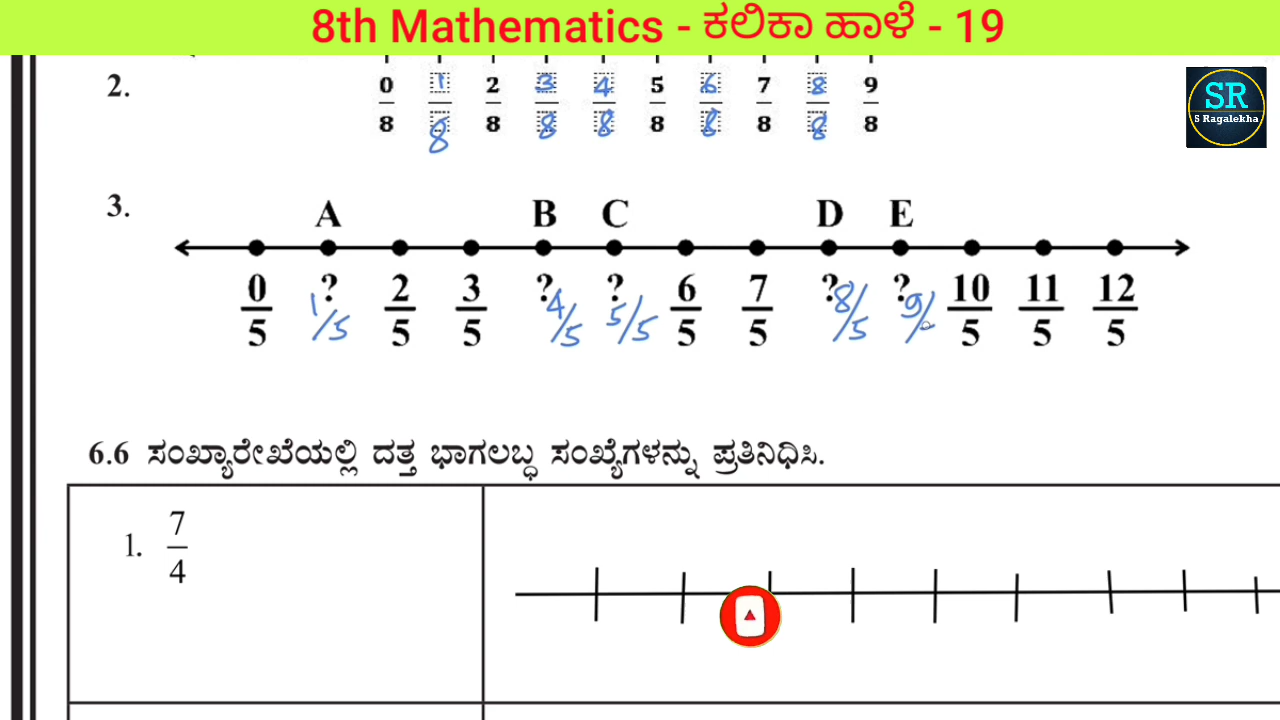 8th Mathematics - ಕಲಿಕಾ ಹಾಳೆ - 19
SR
S Ragalekha
2. 0/8 1/8 2/8 3/8 4/8 5/8 6/8 7/8 8/8 9/8
3. A B C D E
0/5 ? 2/5 3/5 ? ? 6/5 7/5 ? ? 10/5 11/5 12/5
1/5 4/5 5/5 8/5 9/
6.6 ಸಂಖ್ಯಾರೇಖೆಯಲ್ಲಿ ದತ್ತ ಭಾಗಲಬ್ಧ ಸಂಖ್ಯೆಗಳನ್ನು ಪ್ರತಿನಿಧಿಸಿ.
1. 7/4